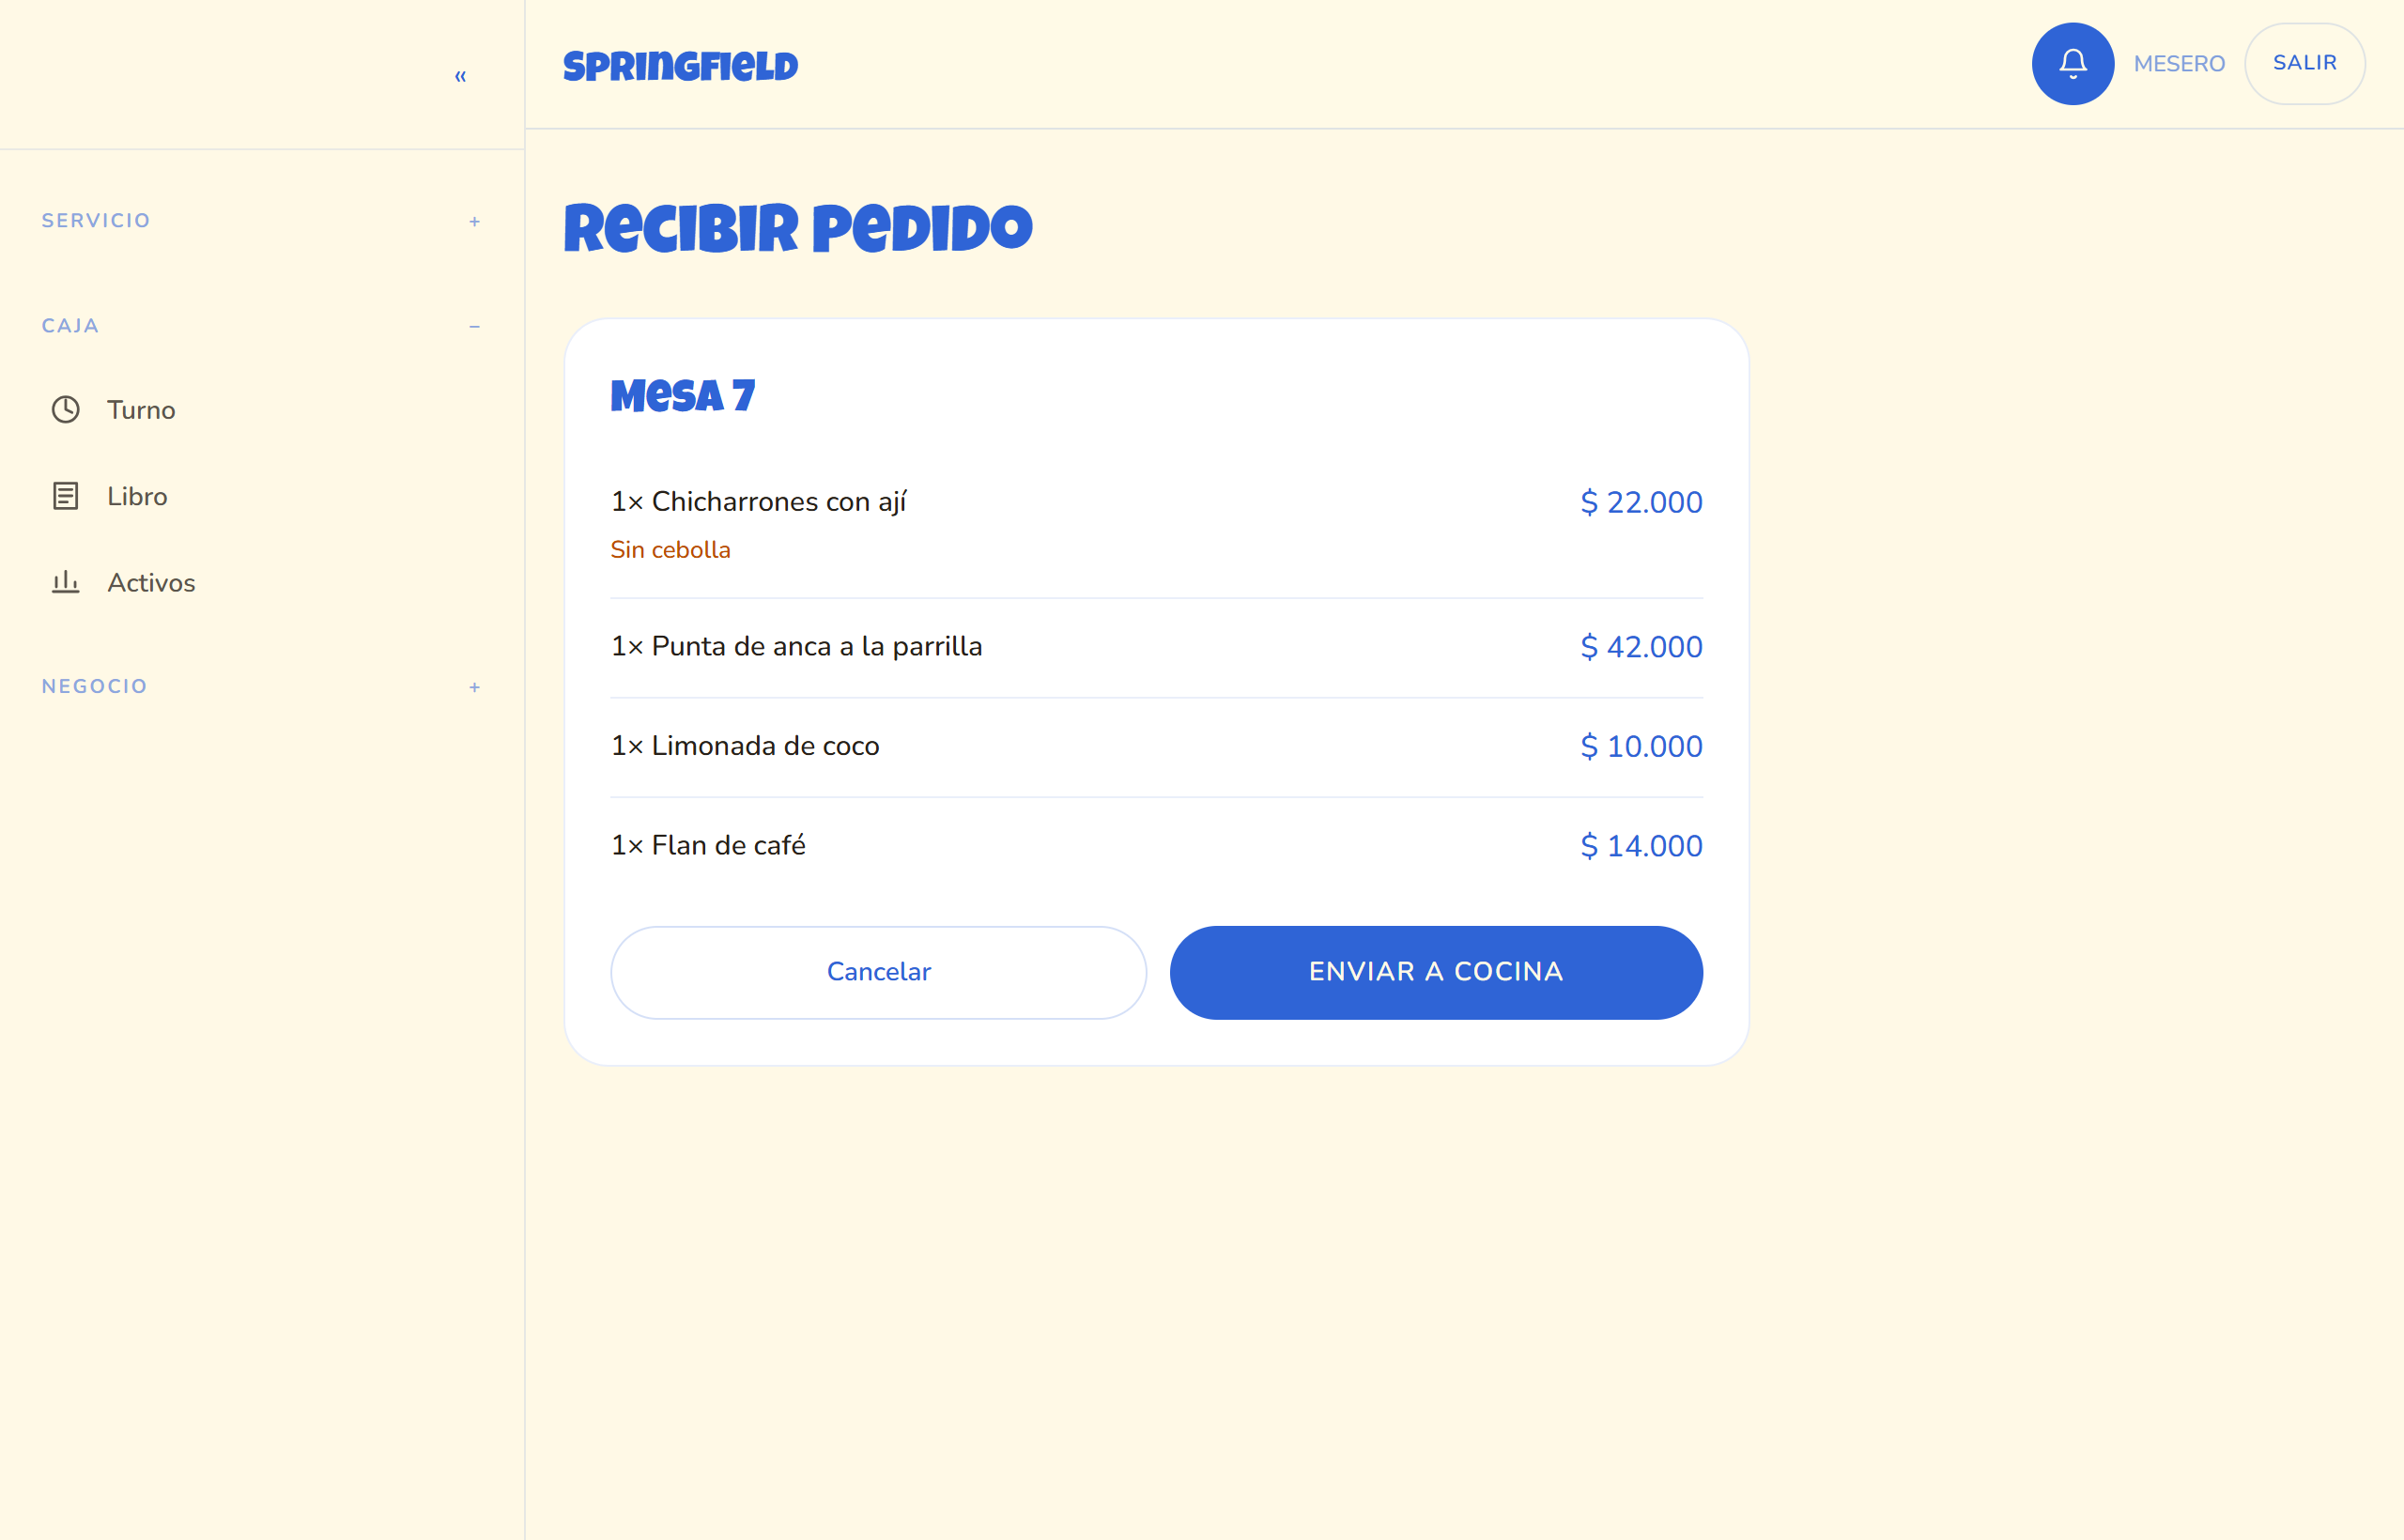 «
SPRINGFIELD
MESERO
SALIR
SERVICIO +
CAJA −
Turno
Libro
Activos
NEGOCIO +
RECIBIR PEDIDO
MESA 7
1× Chicharrones con ají $ 22.000
Sin cebolla
1× Punta de anca a la parrilla $ 42.000
1× Limonada de coco $ 10.000
1× Flan de café $ 14.000
Cancelar
ENVIAR A COCINA